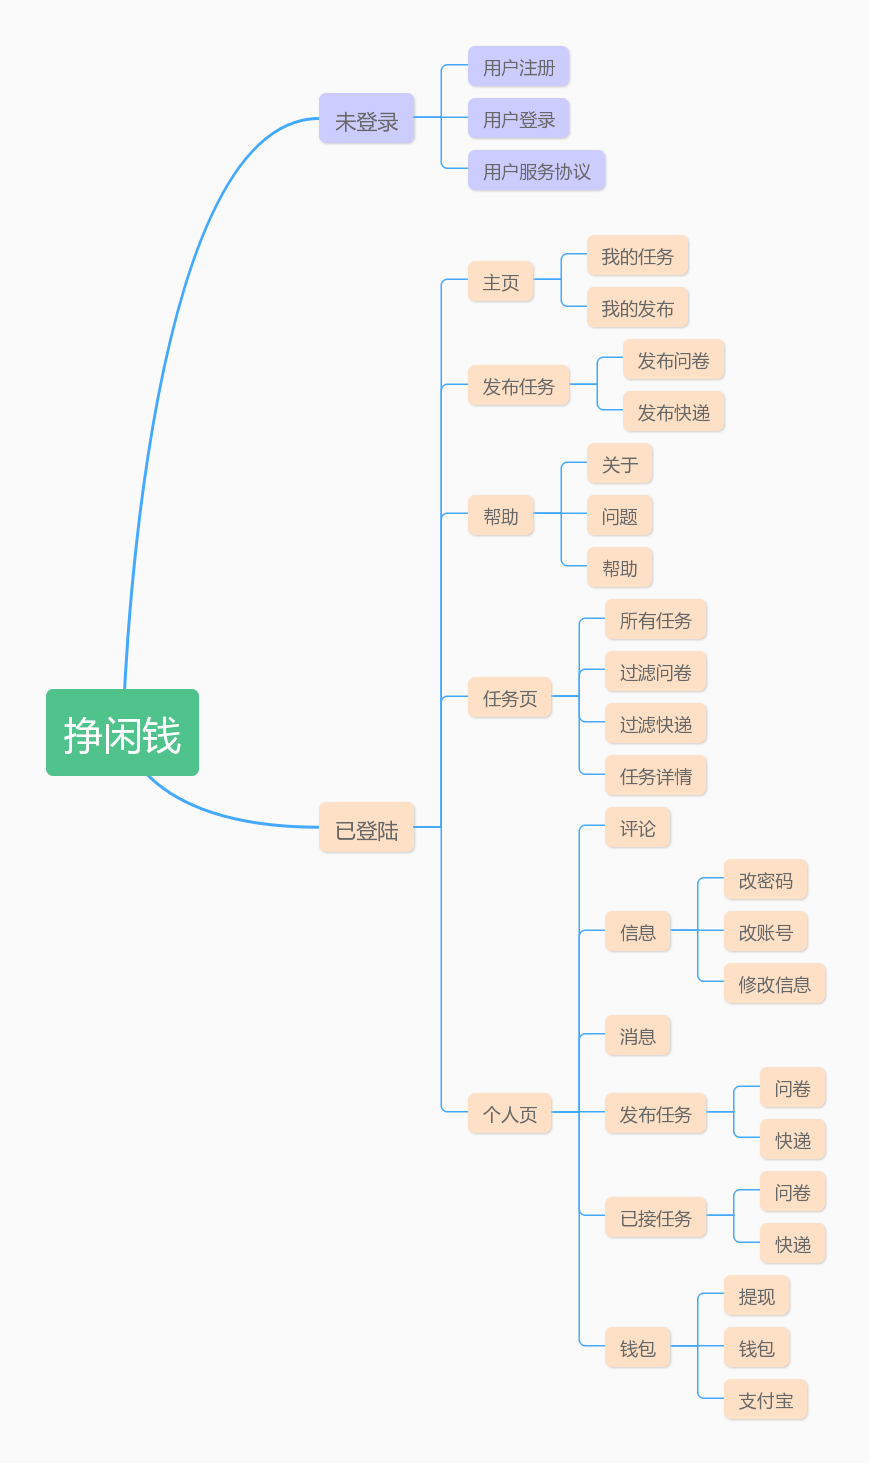 用户注册
未登录
用户登录
用户服务协议
主页
我的任务
我的发布
发布任务
发布问卷
发布快递
关于
帮助
问题
帮助
所有任务
过滤问卷
任务页
过滤快递
任务详情
挣闲钱
已登陆
评论
改密码
信息
改账号
修改信息
消息
个人页
发布任务
问卷
快递
已接任务
问卷
快递
提现
钱包
钱包
支付宝